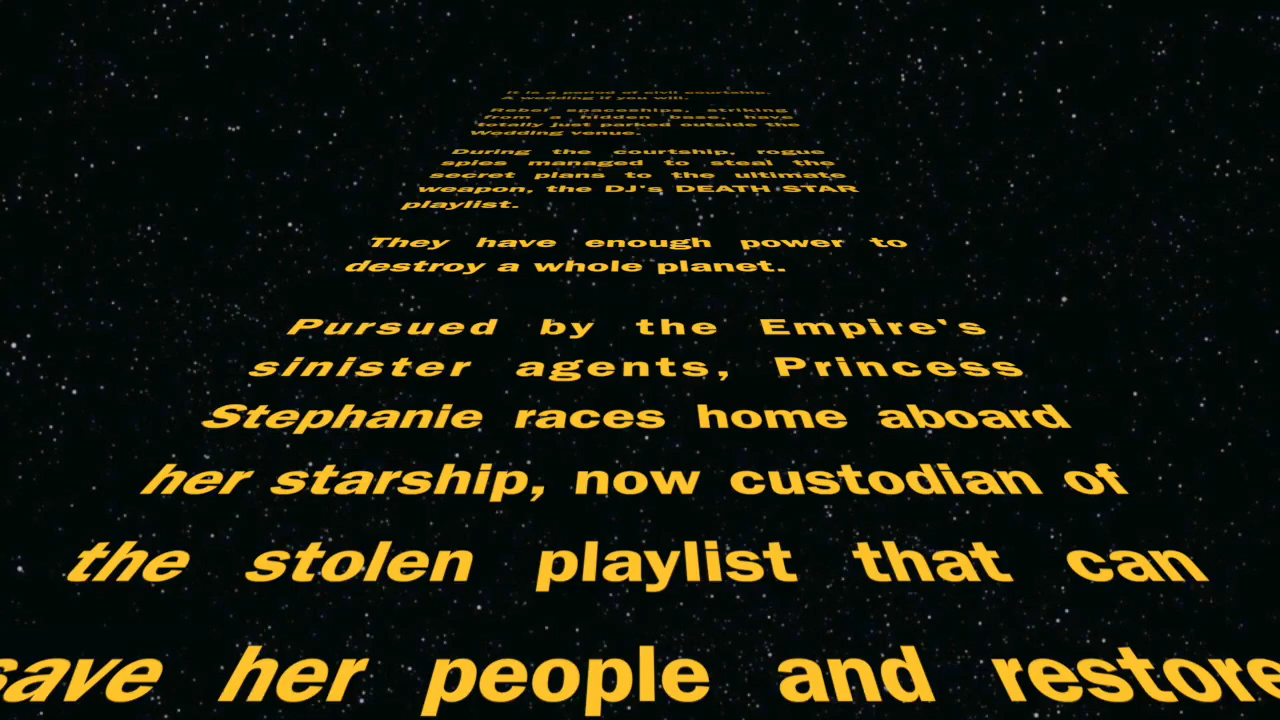 It is a period of civil courtship.
A wedding if you will.
Rebel spaceships, striking
from a hidden base, have
totally just parked outside the
Wedding venue.
During the courtship, rogue
spies managed to steal the
secret plans to the ultimate
weapon, the DJ's DEATH STAR
playlist.
They have enough power to
destroy a whole planet.
Pursued by the Empire's
sinister agents, Princess
Stephanie races home aboard
her starship, now custodian of
the stolen playlist that can
save her people and restore